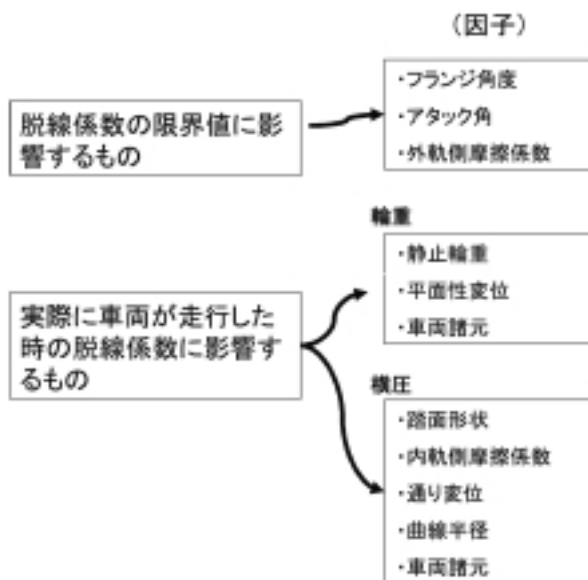 （因子）
脱線係数の限界値に影
響するもの
・フランジ角度
・アタック角
・外軌側摩擦係数
実際に車両が走行した
時の脱線係数に影響す
るもの
輪重
・静止輪重
・平面性変位
・車両諸元
横圧
・踏面形状
・内軌側摩擦係数
・通り変位
・曲線半径
・車両諸元